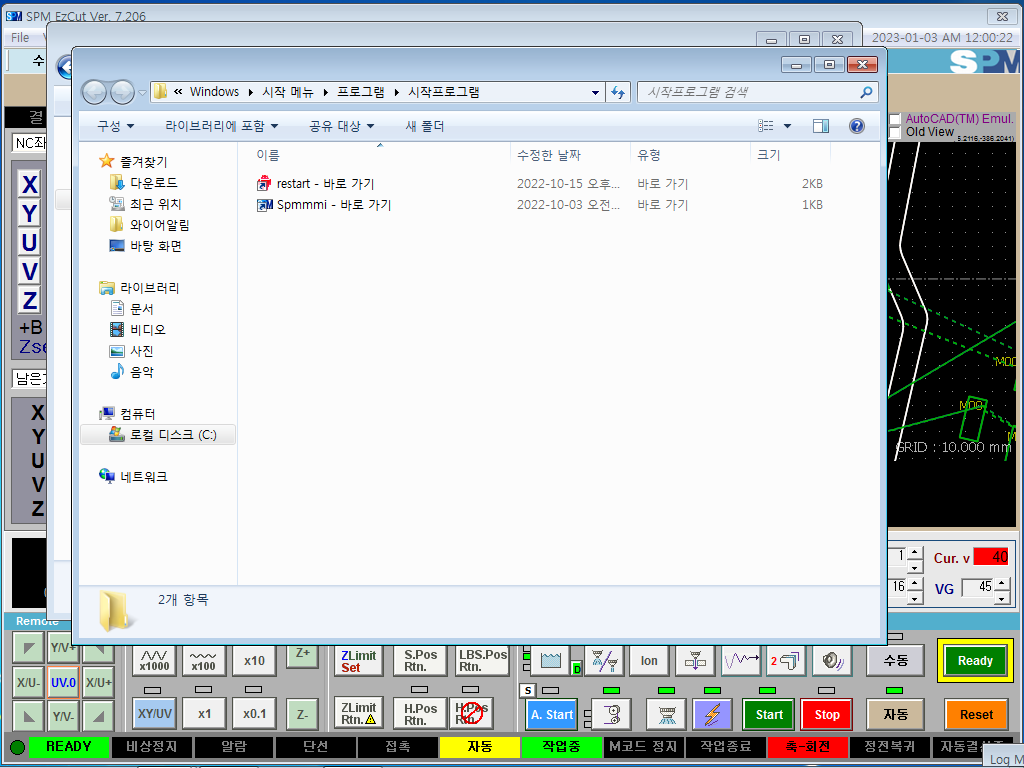 SPM EzCut Ver. 7.206
File
2023-01-03 AM 12:00:22
SPM
« Windows 시작 메뉴 프로그램 시작프로그램
시작프로그램 검색
구성 라이브러리에 포함 공유 대상 새 폴더
AutoCAD(TM) Emul.
Old View
5.2116,-386.2041)
이름 수정한 날짜 유형 크기
restart - 바로 가기 2022-10-15 오후... 바로 가기 2KB
Spmmmi - 바로 가기 2022-10-03 오전... 바로 가기 1KB
즐겨찾기
다운로드
최근 위치
와이어알림
바탕 화면
라이브러리
문서
비디오
사진
음악
컴퓨터
로컬 디스크 (C:)
네트워크
2개 항목
수
결
NC좌
X
Y
U
V
Z
+B
Zse
남은
X
Y
U
V
Z
M00
M00
GRID : 10.000 mm
1 Cur. v 40
16 VG 45
Remote
Y/V+
X/U- UV.0 X/U+
Y/V-
x1000 x100 x10 Z+
XY/UV x1 x0.1 Z-
ZLimit Set S.Pos Rtn. LBS.Pos Rtn.
ZLimit Rtn. H.Pos Rtn. H.Pos Rtn.
D Ion 2 수동 Ready
S A. Start Start Stop 자동 Reset
READY 비상정지 알람 단선 접촉 자동 작업중 M코드 정지 작업종료 축-회전 정전복귀 자동결
Log M